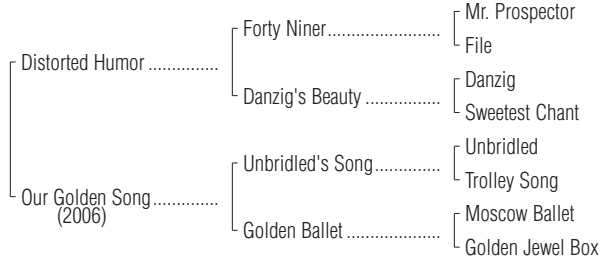 Mr. Prospector
Forty Niner........................
File
Distorted Humor ...............
Danzig
Danzig's Beauty ................
Sweetest Chant
Unbridled
Unbridled's Song..............
Trolley Song
Our Golden Song..............
(2006)
Moscow Ballet
Golden Ballet ....................
Golden Jewel Box